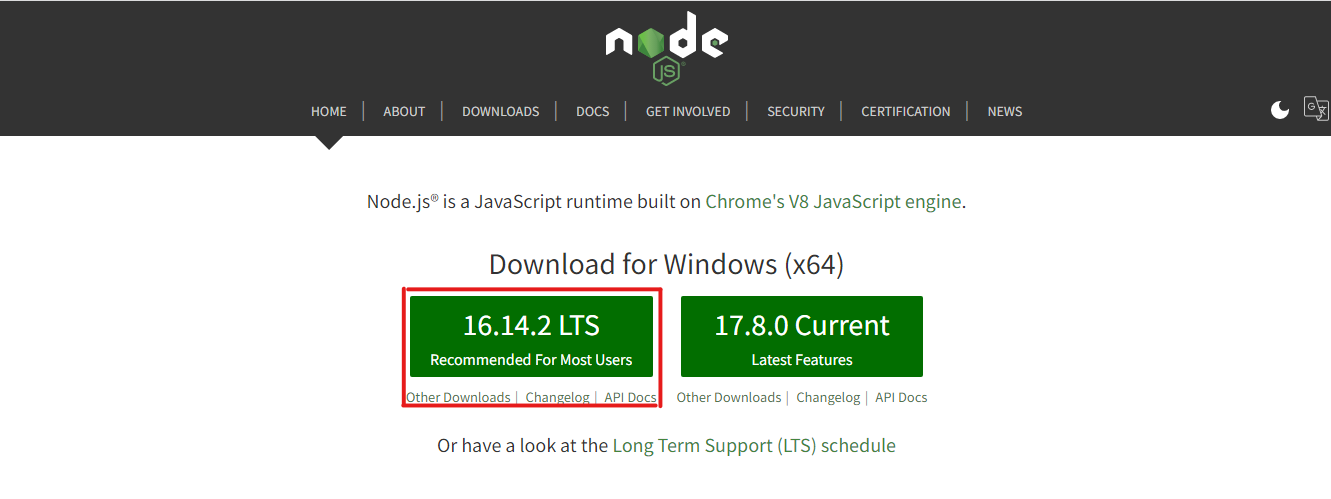 node
JS
HOME | ABOUT | DOWNLOADS | DOCS | GET INVOLVED | SECURITY | CERTIFICATION | NEWS
Node.js® is a JavaScript runtime built on Chrome's V8 JavaScript engine.
Download for Windows (x64)
16.14.2 LTS
Recommended For Most Users
Other Downloads | Changelog | API Docs
17.8.0 Current
Latest Features
Other Downloads | Changelog | API Docs
Or have a look at the Long Term Support (LTS) schedule